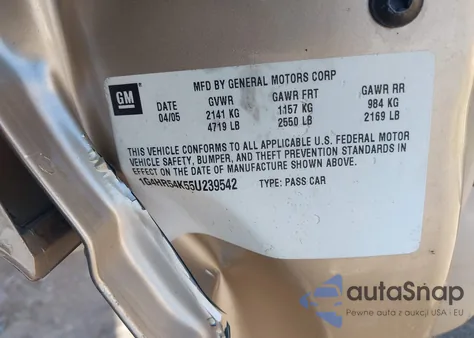 MFD BY GENERAL MOTORS CORP
GM
DATE GVWR GAWR FRT GAWR RR
04/05 2141 KG 1157 KG 984 KG
4719 LB 2550 LB 2169 LB
THIS VEHICLE CONFORMS TO ALL APPLICABLE U.S. FEDERAL MOTOR
VEHICLE SAFETY, BUMPER, AND THEFT PREVENTION STANDARDS IN
EFFECT ON THE DATE OF MANUFACTURE SHOWN ABOVE.
1G4HR54K55U239542 TYPE: PASS CAR
autoSnap
Pewne auto z aukcji USA - EU